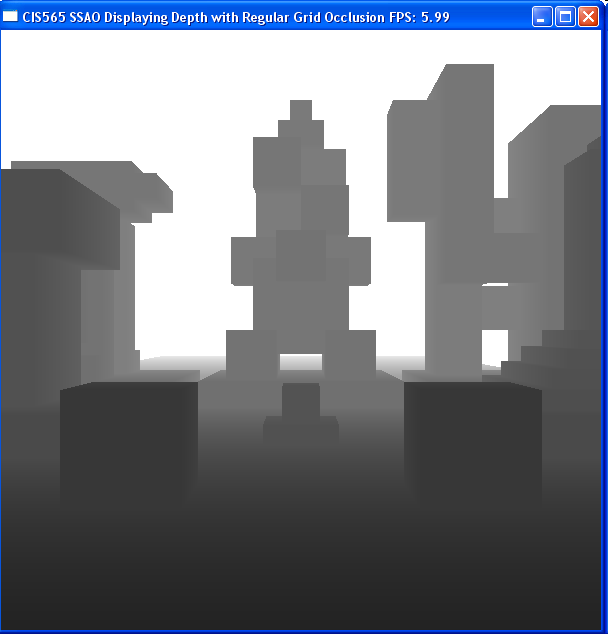 CIS565 SSAO Displaying Depth with Regular Grid Occlusion FPS: 5.99